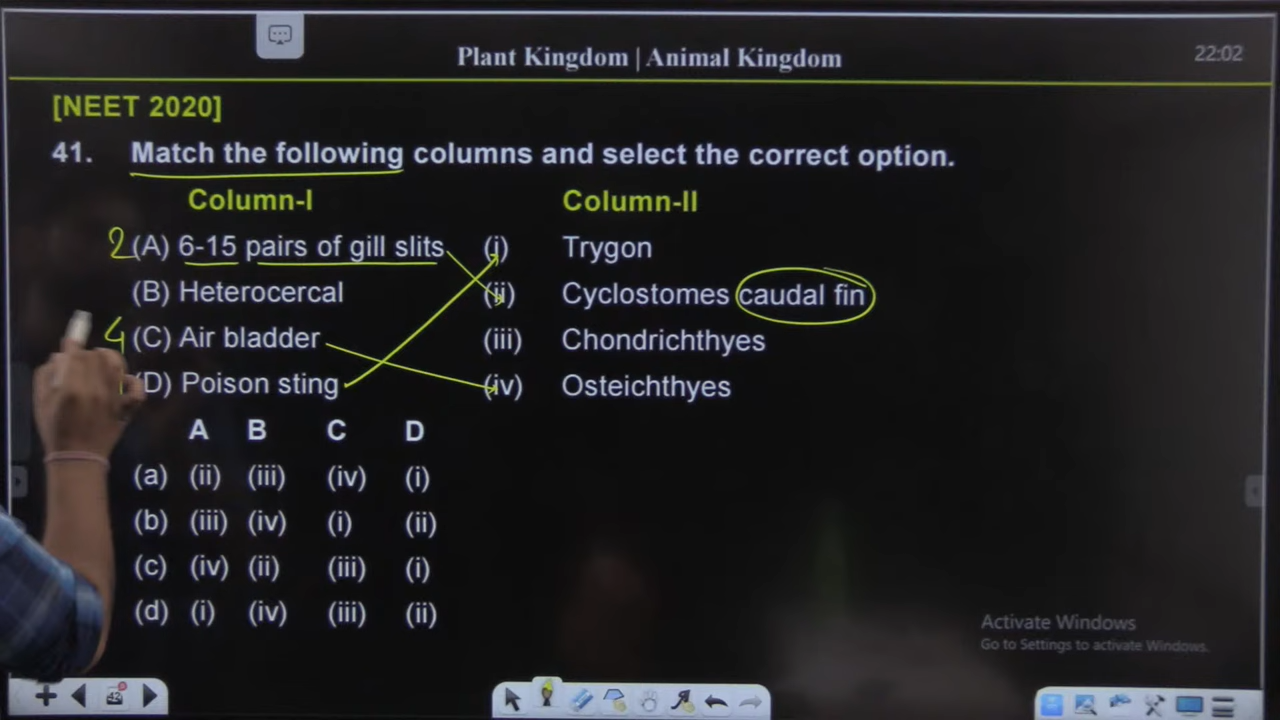 Plant Kingdom | Animal Kingdom
22:02
[NEET 2020]
41. Match the following columns and select the correct option.
Column-I Column-II
2 (A) 6-15 pairs of gill slits (i) Trygon
(B) Heterocercal (ii) Cyclostomes caudal fin
4 (C) Air bladder (iii) Chondrichthyes
(D) Poison sting (iv) Osteichthyes
A B C D
(a) (ii) (iii) (iv) (i)
(b) (iii) (iv) (i) (ii)
(c) (iv) (ii) (iii) (i)
(d) (i) (iv) (iii) (ii)
Activate Windows
Go to Settings to activate Windows.
42